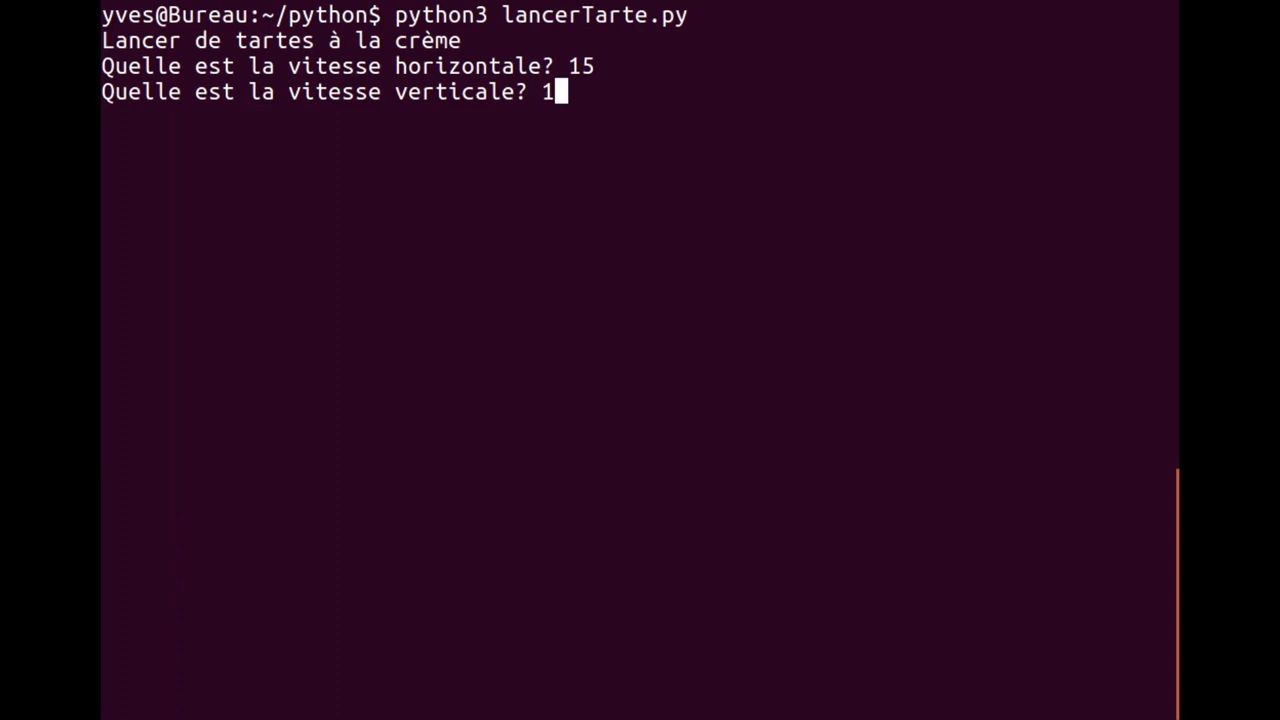 yves@Bureau:~/python$ python3 lancerTarte.py
Lancer de tartes à la crème
Quelle est la vitesse horizontale? 15
Quelle est la vitesse verticale? 1